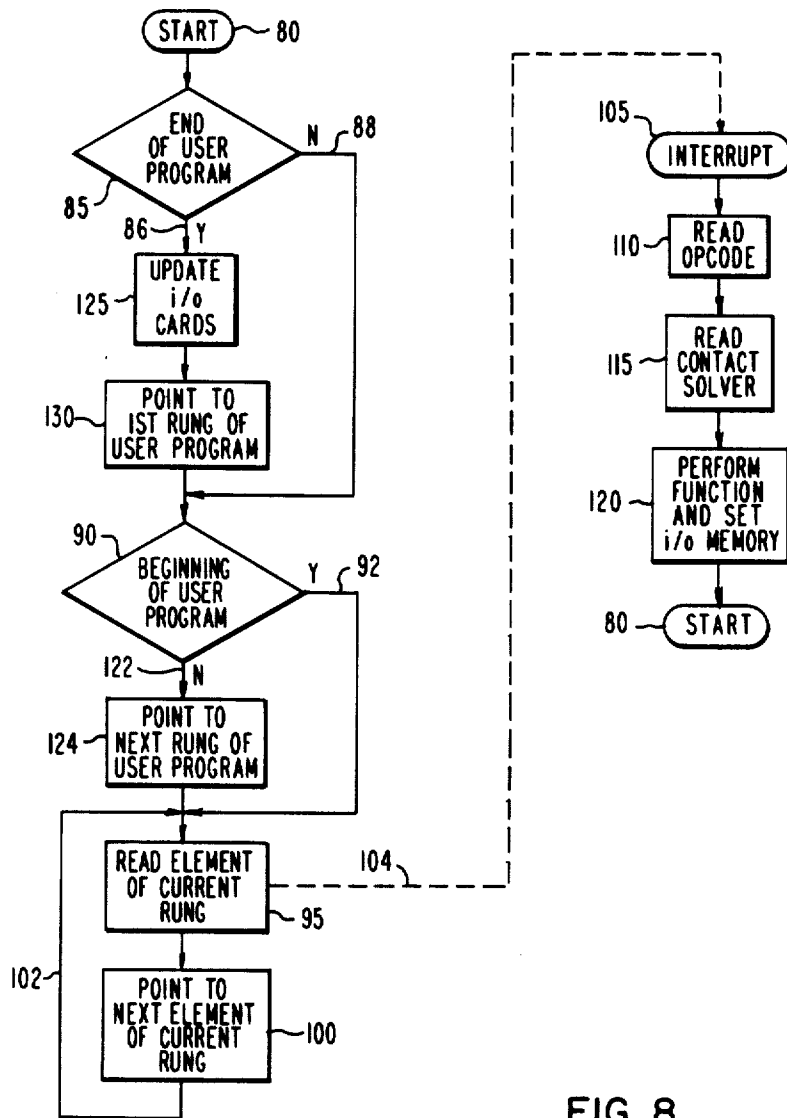 START
80
END
OF USER
PROGRAM
N
88
85
86
Y
UPDATE
i/o
CARDS
125
POINT TO
1ST RUNG OF
USER PROGRAM
130
90
BEGINNING
OF USER
PROGRAM
Y
92
122
N
POINT TO
NEXT RUNG OF
USER PROGRAM
124
READ ELEMENT
OF CURRENT
RUNG
95
104
102
POINT TO
NEXT ELEMENT
OF CURRENT
RUNG
100
105
INTERRUPT
110
READ
OPCODE
115
READ
CONTACT
SOLVER
120
PERFORM
FUNCTION
AND SET
i/o MEMORY
80
START
FIG. 8